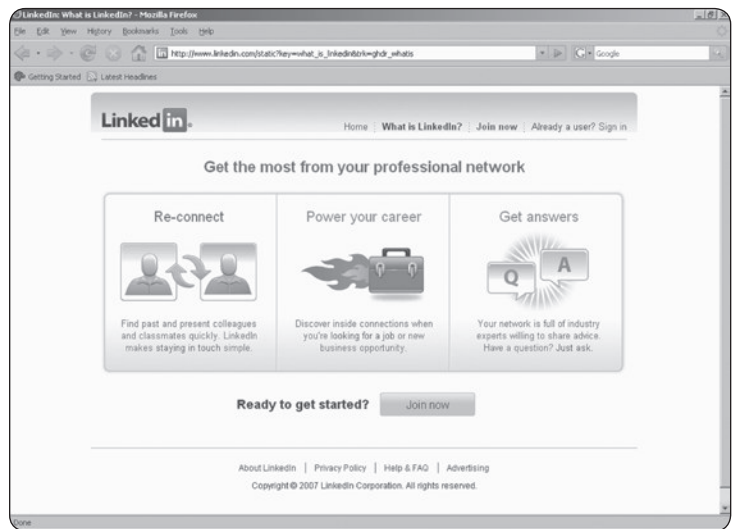 LinkedIn: What is LinkedIn? - Mozilla Firefox
File Edit View History Bookmarks Tools Help
http://www.linkedin.com/static?key=what_is_linkedin&trk=ghdr_whatis
Google
Getting Started Latest Headlines
Linked in
Home What is LinkedIn? Join now Already a user? Sign in
Get the most from your professional network
Re-connect
Find past and present colleagues
and classmates quickly. LinkedIn
makes staying in touch simple.
Power your career
Discover inside connections when
you're looking for a job or new
business opportunity.
Get answers
Q A
Your network is full of industry
experts willing to share advice.
Have a question? Just ask.
Ready to get started? Join now
About LinkedIn | Privacy Policy | Help & FAQ | Advertising
Copyright © 2007 LinkedIn Corporation. All rights reserved.
Done